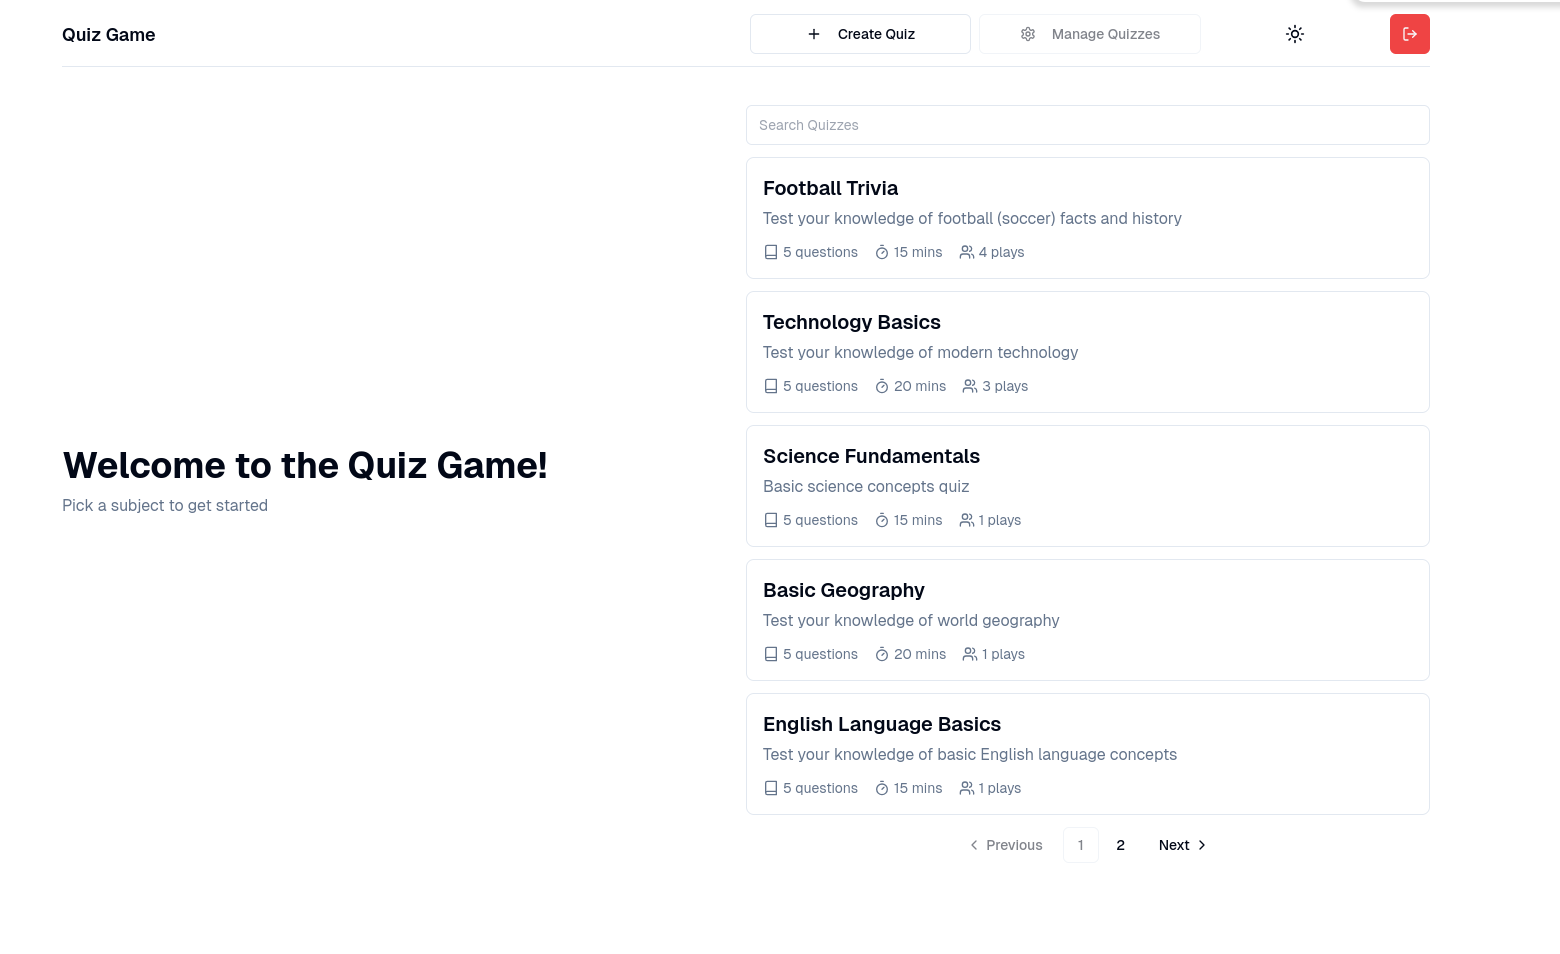 Quiz Game
Create Quiz
Manage Quizzes
Search Quizzes
Football Trivia
Test your knowledge of football (soccer) facts and history
5 questions 15 mins 4 plays
Technology Basics
Test your knowledge of modern technology
5 questions 20 mins 3 plays
Science Fundamentals
Basic science concepts quiz
5 questions 15 mins 1 plays
Welcome to the Quiz Game!
Pick a subject to get started
Basic Geography
Test your knowledge of world geography
5 questions 20 mins 1 plays
English Language Basics
Test your knowledge of basic English language concepts
5 questions 15 mins 1 plays
Previous 1 2 Next